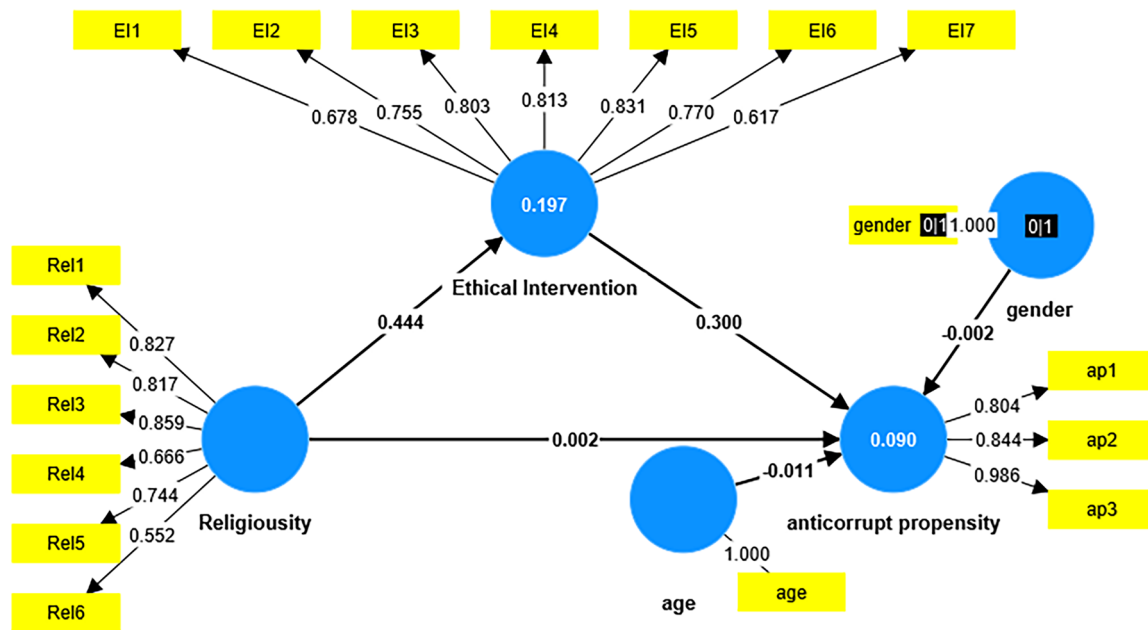 EI1 EI2 EI3 EI4 EI5 EI6 EI7
0.678 0.755 0.803 0.813 0.831 0.770 0.617
0.197
Ethical Intervention
gender 0|1 1.000 0|1
gender
-0.002
Rel1
Rel2
Rel3
Rel4
Rel5
Rel6
0.827
0.817
0.859
0.666
0.744
0.552
Religiousity
0.444
0.300
0.002
-0.011
1.000
age
age
0.090
anticorrupt propensity
0.804
0.844
0.986
ap1
ap2
ap3